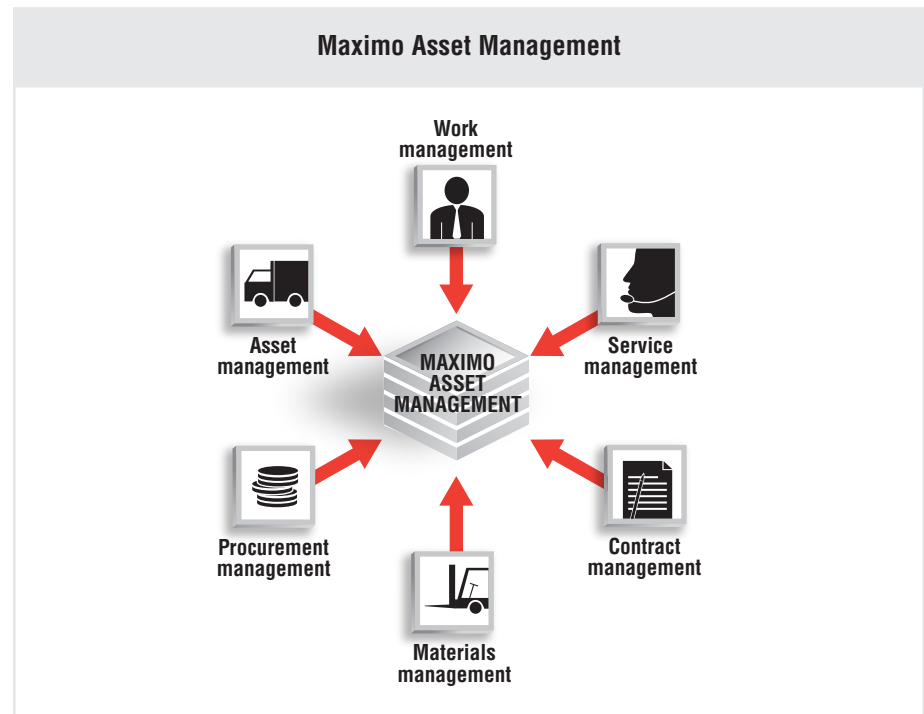 Maximo Asset Management
Work
management
Asset
management
Service
management
MAXIMO
ASSET
MANAGEMENT
Procurement
management
Contract
management
Materials
management